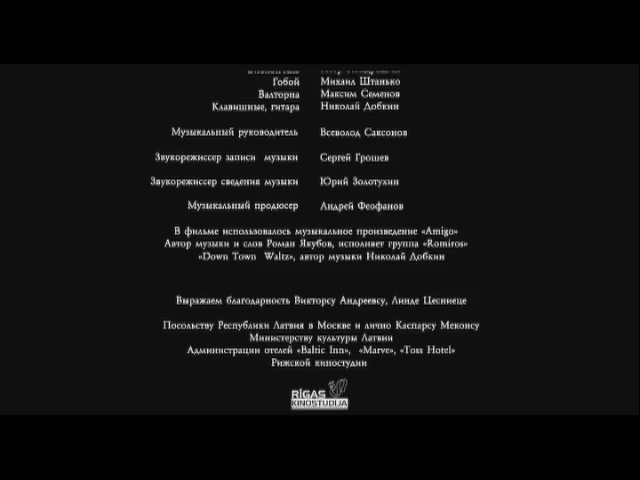 Гобой Михаил Штанько
Валторна Максим Семенов
Клавишные, гитара Николай Добкин
Музыкальный руководитель Всеволод Саксонов
Звукорежиссер записи музыки Сергей Грошев
Звукорежиссер сведения музыки Юрий Золотухин
Музыкальный продюсер Андрей Феофанов
В фильме использовалось музыкальное произведение «Amigo»
Автор музыки и слов Роман Якубов, исполняет группа «Romiros»
«Down Town Waltz», автор музыки Николай Добкин
Выражаем благодарность Викторсу Андреевсу, Линде Цесниеце
Посольству Республики Латвия в Москве и лично Каспарсу Меконсу
Министерству культуры Латвии
Администрации отелей «Baltic Inn», «Marve», «Toss Hotel»
Рижской киностудии
RĪGAS
KINOSTUDIJA